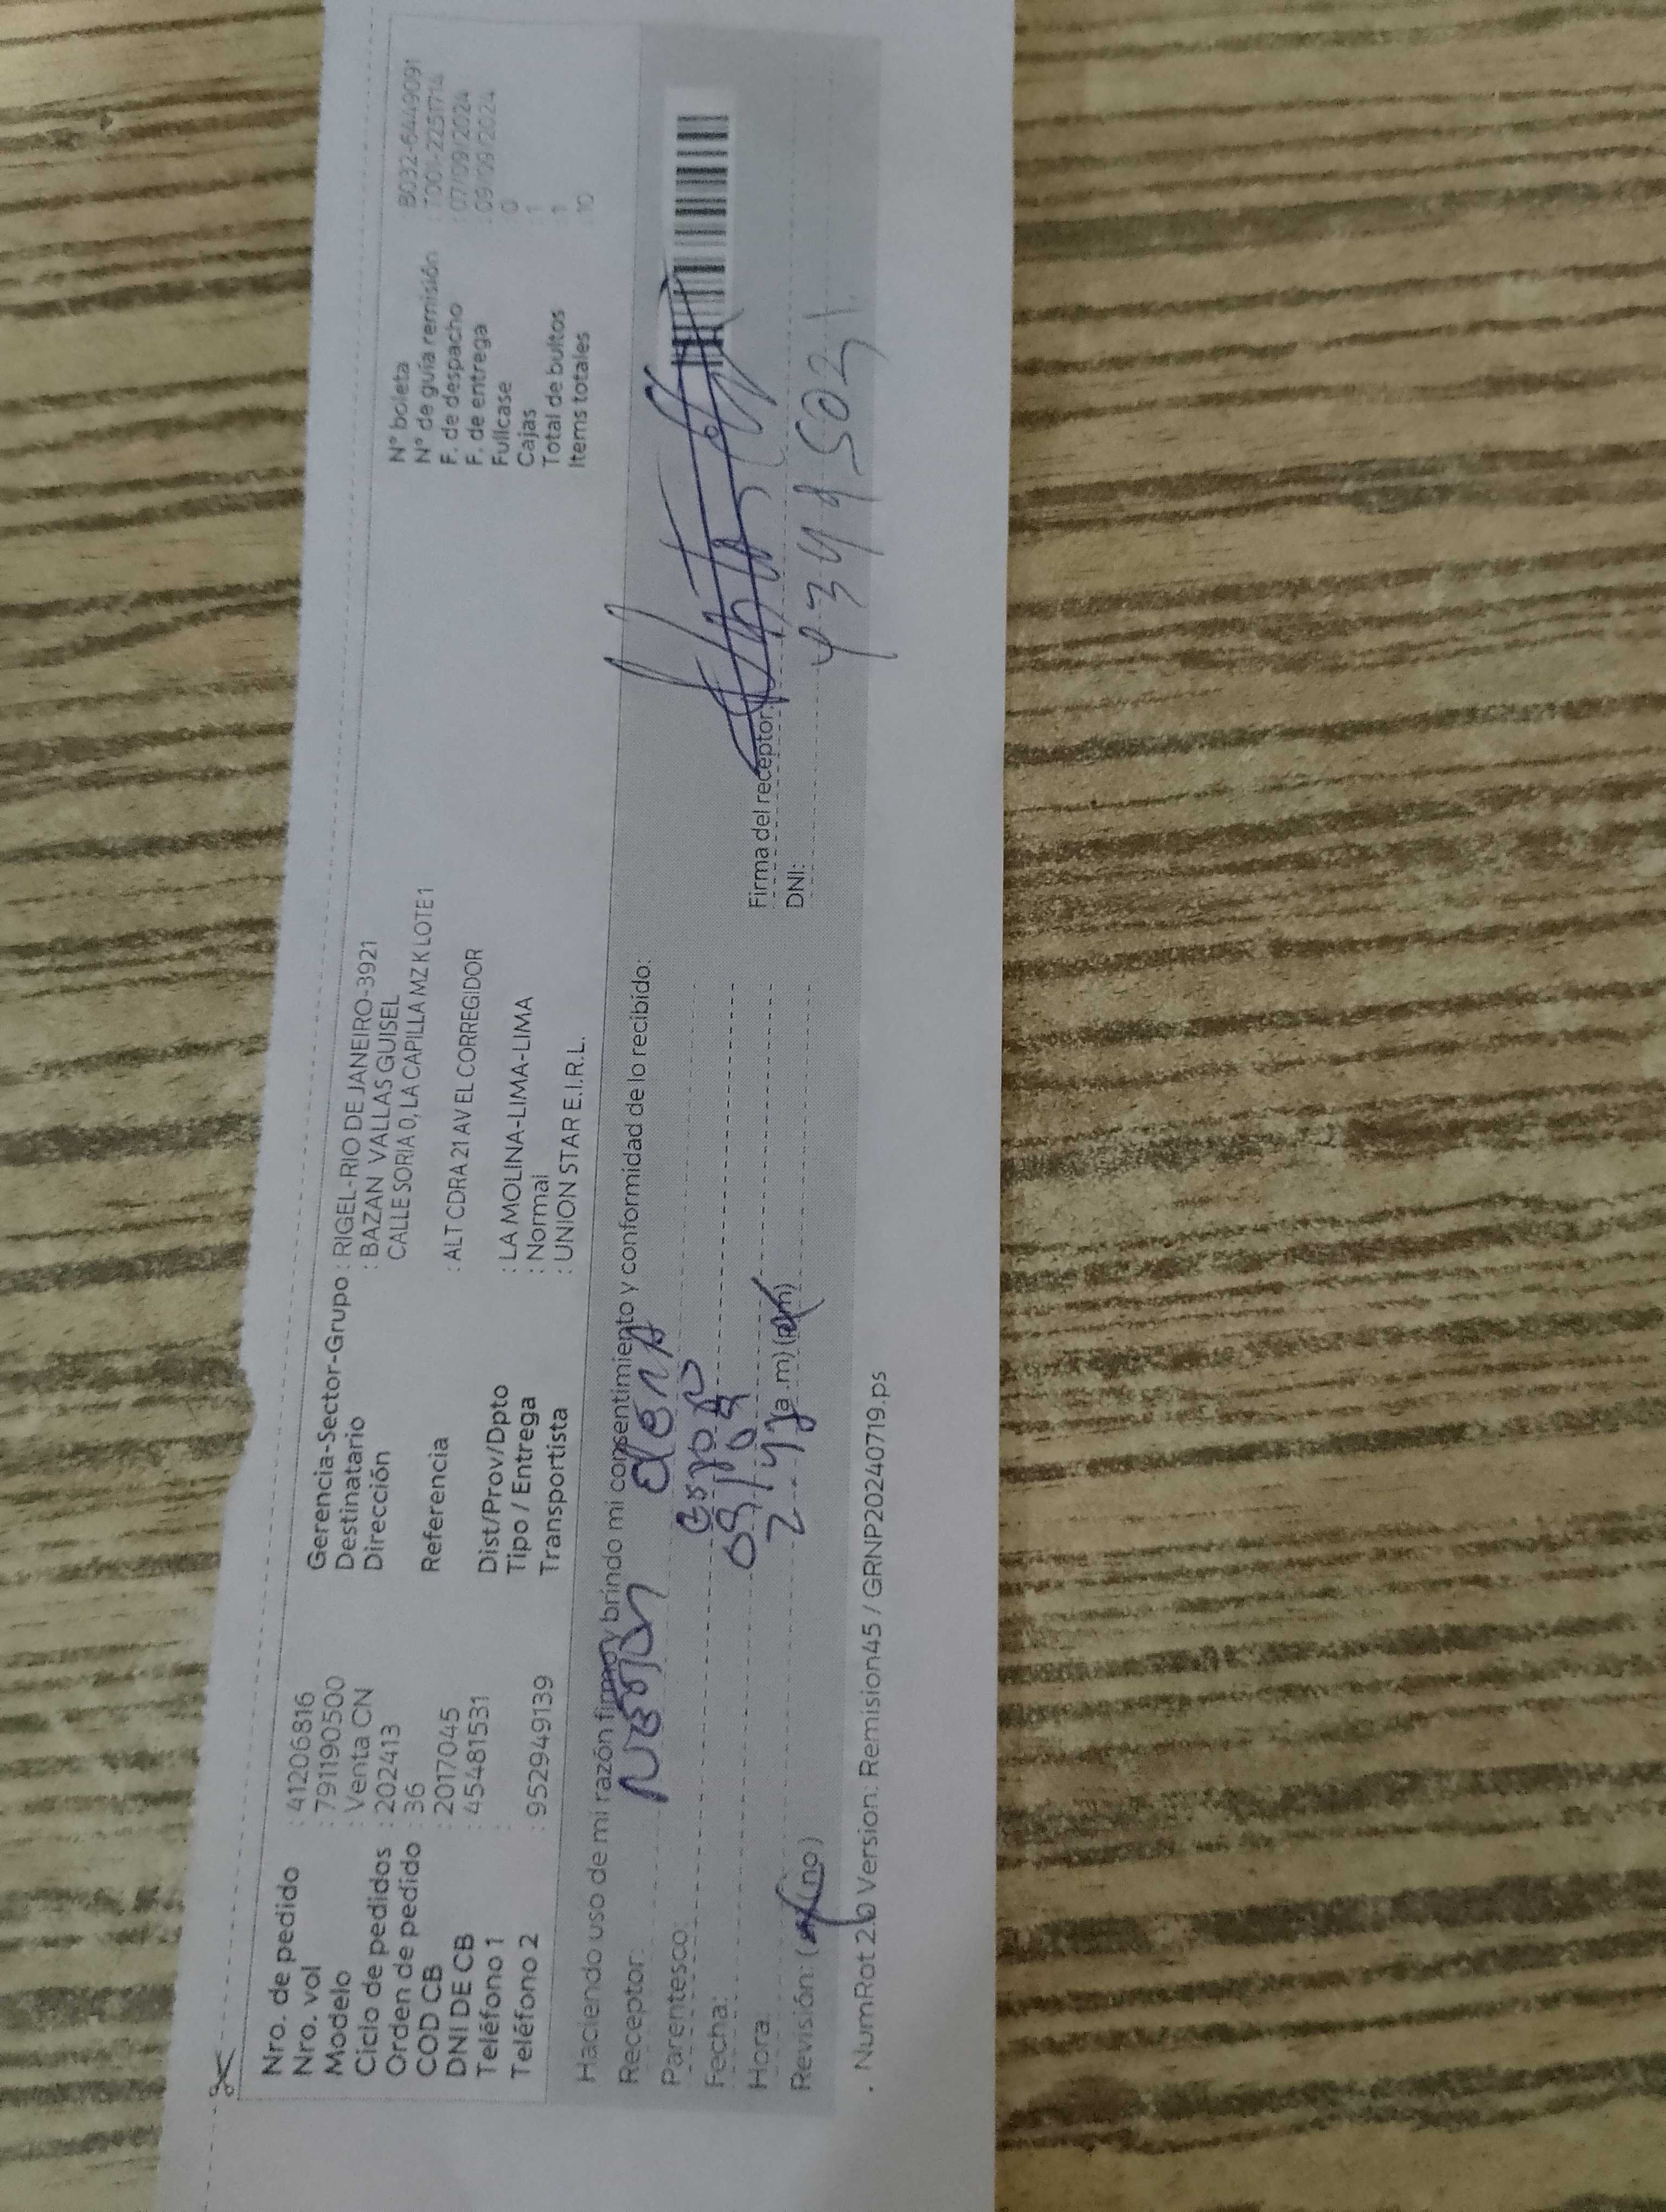 Nro. de pedido : 41206816
Nro. vol : 791190500
Modelo : Venta CN
Ciclo de pedidos : 202413
Orden de pedido : 36
COD CB : 2017045
DNI DE CB : 45481531
Teléfono 1 :
Teléfono 2 : 952949139
Gerencia-Sector-Grupo : RIGEL-RIO DE JANEIRO-3921
Destinatario : BAZAN VALLAS GUISEL
Dirección CALLE SORIA 0, LA CAPILLA MZ K LOTE 1
Referencia : ALT CDRA 21 AV EL CORREGIDOR
Dist/Prov/Dpto : LA MOLINA-LIMA-LIMA
Tipo / Entrega : Normal
Transportista : UNION STAR E.I.R.L.
N° boleta B032-6449091
N° de guía remisión T001-2251714
F. de despacho 07/09/2024
F. de entrega 09/09/2024
Fullcase 0
Cajas 1
Total de bultos 1
Items totales 10
Haciendo uso de mi razón firmo y brindo mi consentimiento y conformidad de lo recibido:
Receptor:
Parentesco:
Fecha: 09/09
Hora: (a.m) (p.m)
Revisión: (si) (no)
Firma del receptor:
DNI:
. NumRot 2.0 Version: Remision45 / GRNP20240719.ps